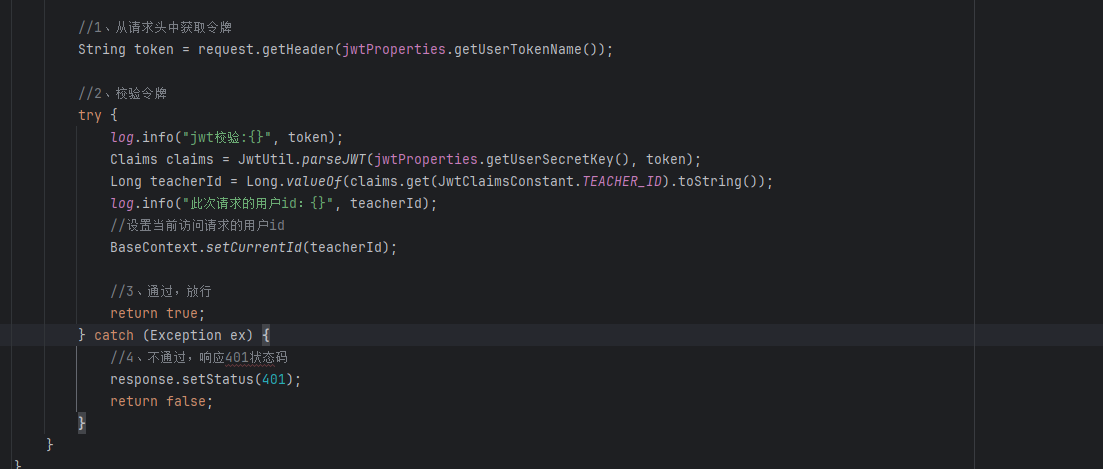 //1、从请求头中获取令牌
String token = request.getHeader(jwtProperties.getUserTokenName());
//2、校验令牌
try {
log.info("jwt校验:{}", token);
Claims claims = JwtUtil.parseJWT(jwtProperties.getUserSecretKey(), token);
Long teacherId = Long.valueOf(claims.get(JwtClaimsConstant.TEACHER_ID).toString());
log.info("此次请求的用户id：{}", teacherId);
//设置当前访问请求的用户id
BaseContext.setCurrentId(teacherId);
//3、通过，放行
return true;
} catch (Exception ex) {
//4、不通过，响应401状态码
response.setStatus(401);
return false;
}
}
}